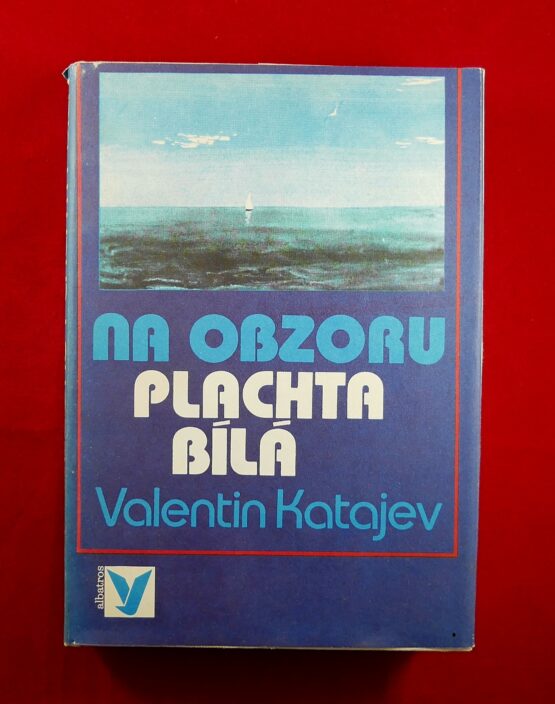 NA OBZORU
PLACHTA
BÍLÁ
Valentin Katajev
albatros